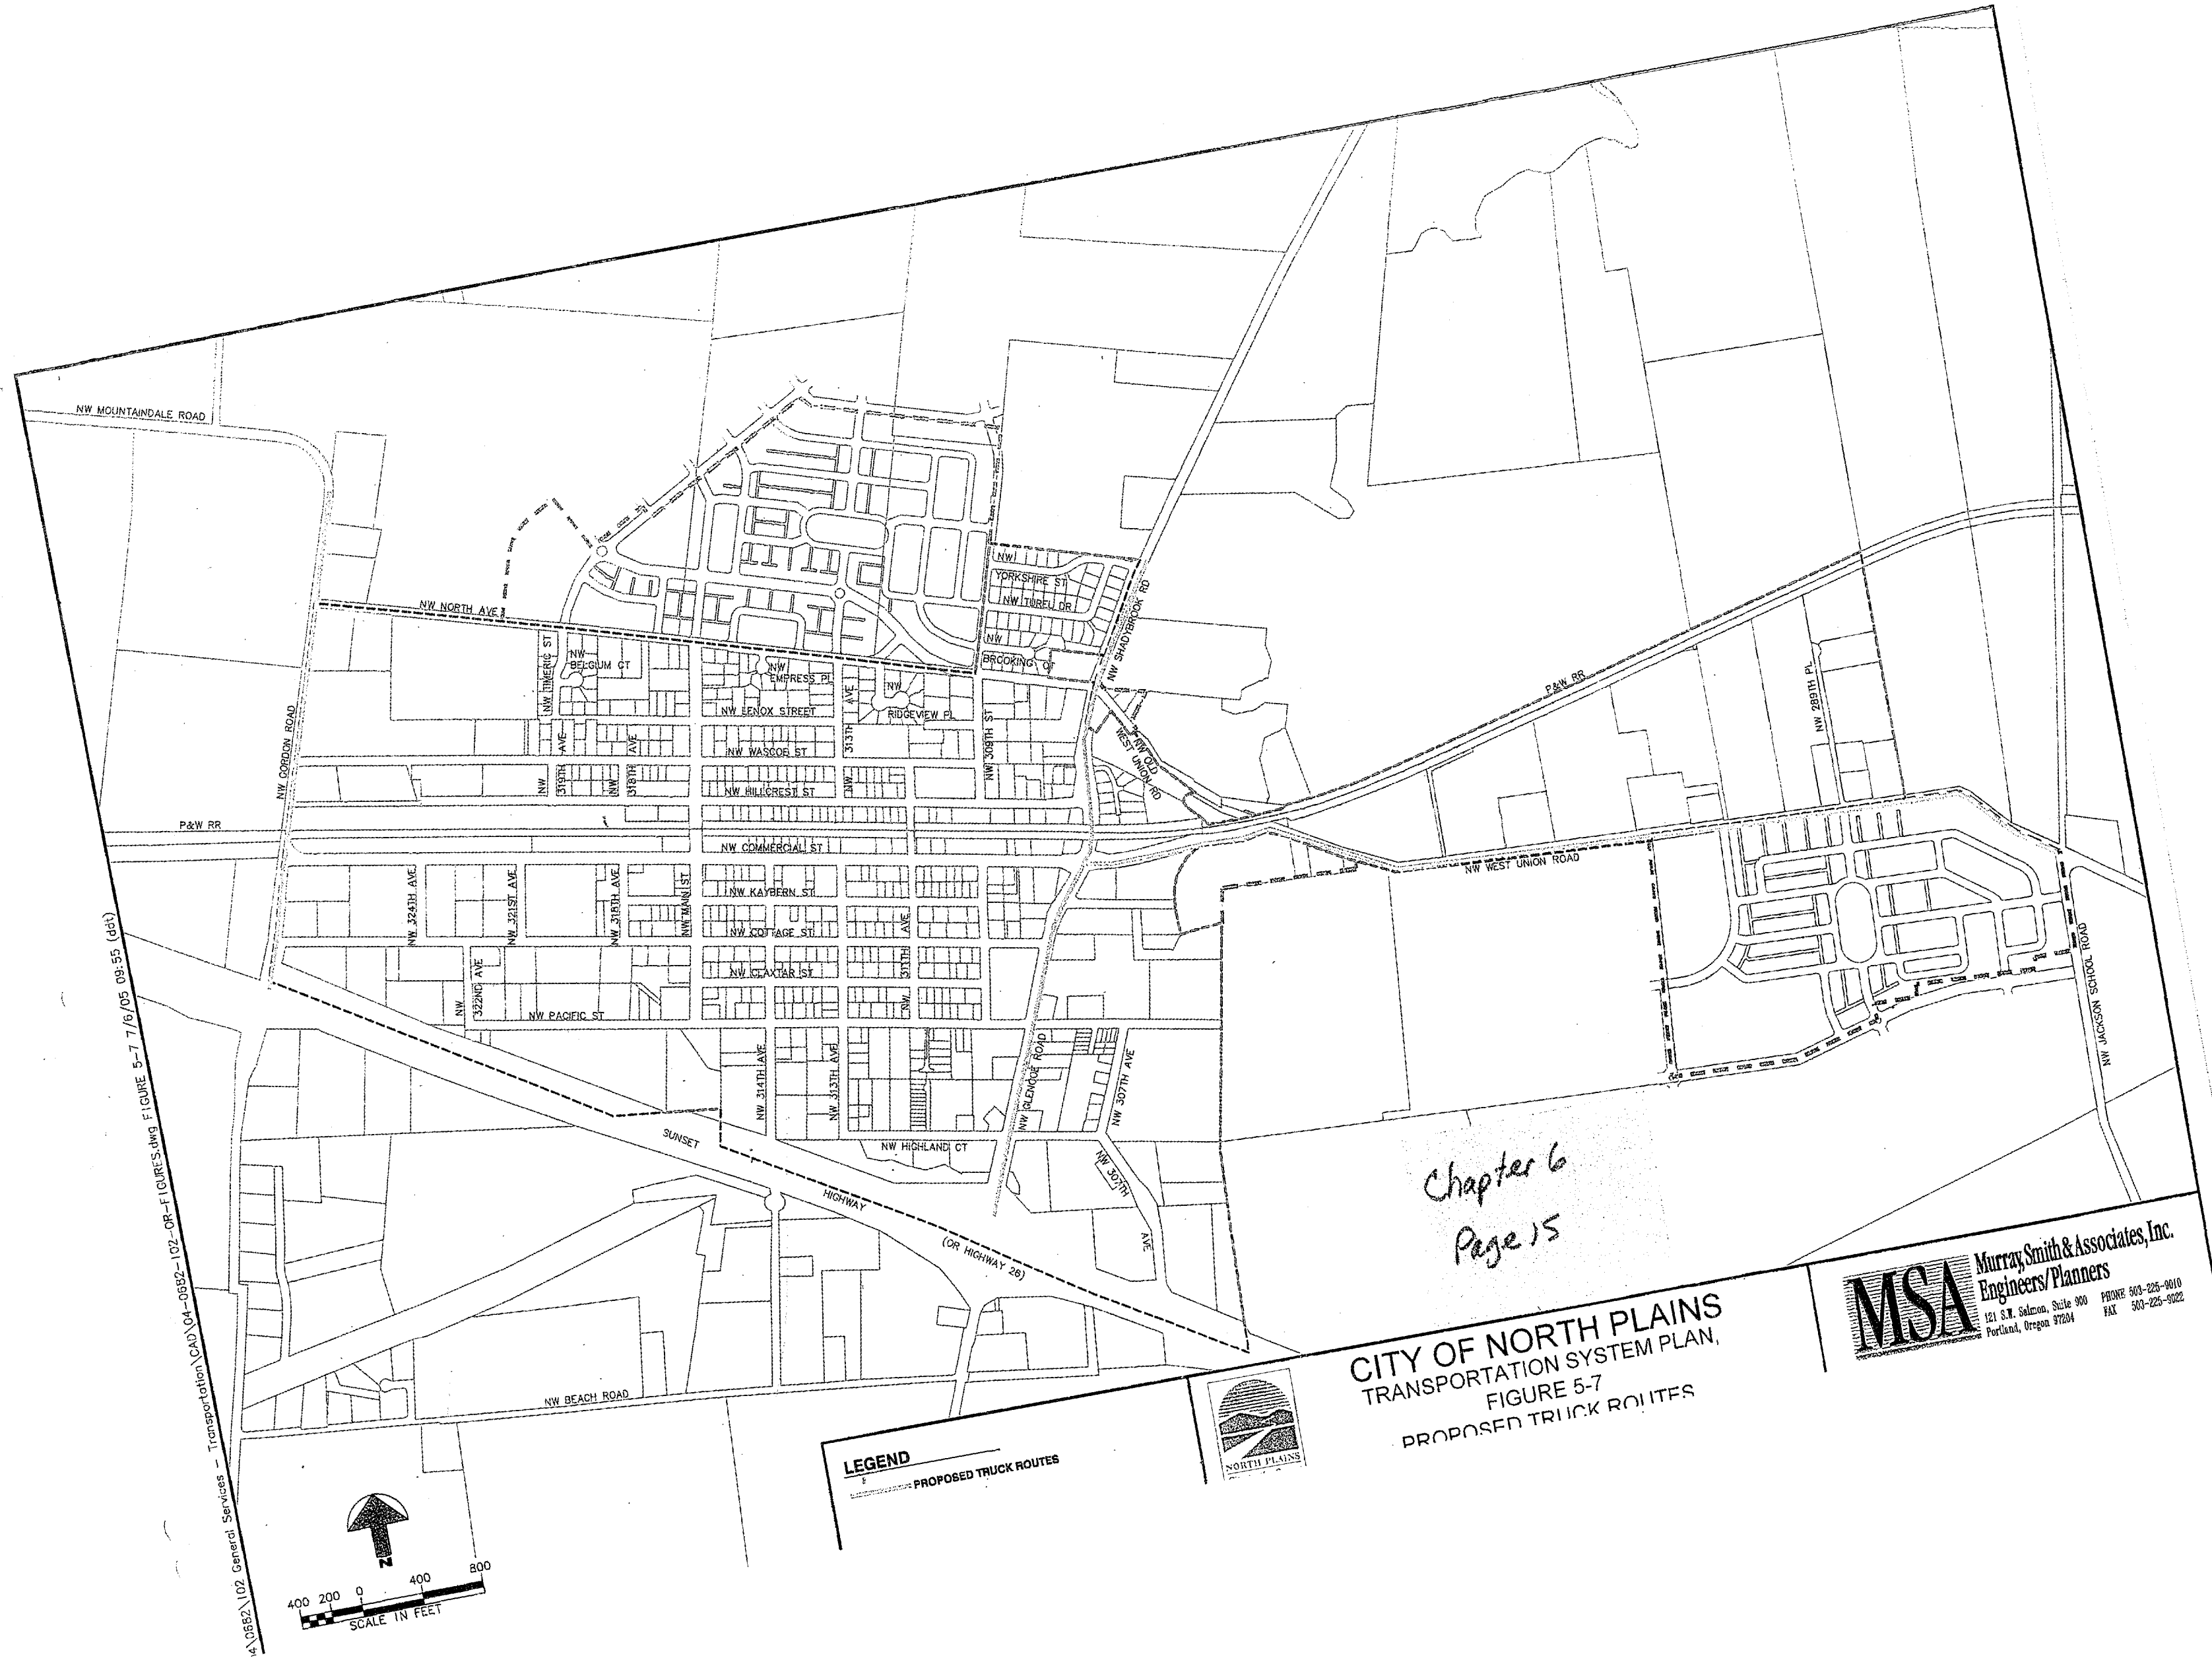 NW MOUNTAINDALE ROAD
NW NORTH AVE
NW
YORKSHIRE ST
NW TUREL DR
NW
BROOKING CT
NW SHADYBROOK RD
NW TIMERIC ST
NW
BELGIUM CT
NW
EMPRESS PL
NW
RIDGEVIEW PL
NW LENOX STREET
NW WASCOE ST
NW HILLCREST ST
NW 319TH AVE
NW 318TH AVE
NW 313TH AVE
NW 309TH ST
NW OLD
WEST UNION RD
NW GORDON ROAD
P&W RR
P&W RR
NW 289TH PL
NW COMMERCIAL ST
NW WEST UNION ROAD
NW KAYBERN ST
NW COTTAGE ST
NW CLAXTAR ST
NW PACIFIC ST
NW 324TH AVE
NW 321ST AVE
NW 318TH AVE
NW MAIN ST
NW 311TH AVE
NW 322ND AVE
NW 314TH AVE
NW 313TH AVE
NW GLENCOE ROAD
NW 307TH AVE
NW HIGHLAND CT
NW 307TH
AVE
NW JACKSON SCHOOL ROAD
SUNSET
HIGHWAY
(OR HIGHWAY 26)
NW BEACH ROAD
Chapter 6
Page 15
4\0682\102 General Services - Transportation\CAD\04-0682-102-OR-FIGURES.dwg FIGURE 5-7 7/6/05 09:55 (ddt)
N
400 200 0 400 800
SCALE IN FEET
LEGEND
PROPOSED TRUCK ROUTES
NORTH PLAINS
CITY OF NORTH PLAINS
TRANSPORTATION SYSTEM PLAN,
FIGURE 5-7
PROPOSED TRUCK ROUTES
MSA
Murray, Smith & Associates, Inc.
Engineers/Planners
121 S.W. Salmon, Suite 900 PHONE 503-225-9010
Portland, Oregon 97204 FAX 503-225-9022